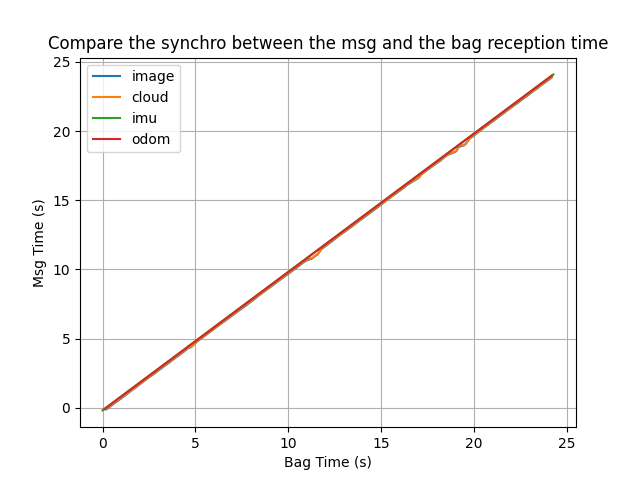 Compare the synchro between the msg and the bag reception time
image
cloud
imu
odom
25
20
15
10
5
0
Msg Time (s)
0 5 10 15 20 25
Bag Time (s)